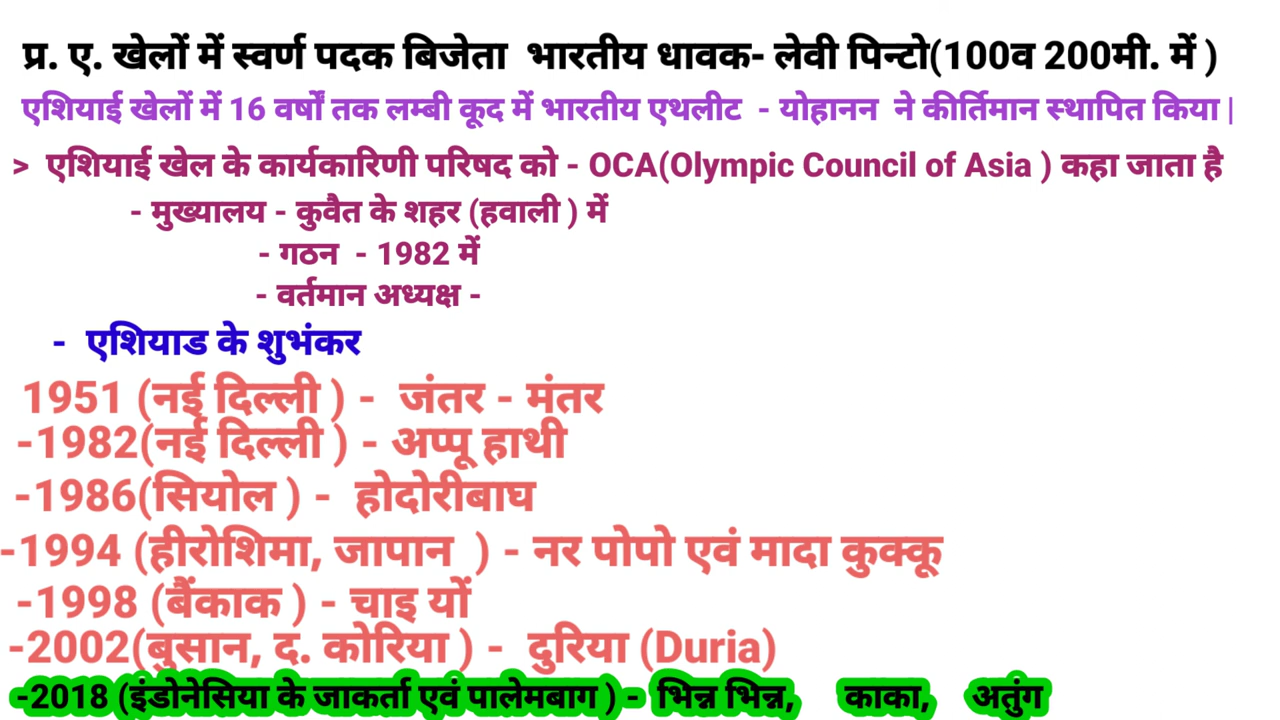 प्र. ए. खेलों में स्वर्ण पदक बिजेता भारतीय धावक- लेवी पिन्टो(100व 200मी. में )
एशियाई खेलों में 16 वर्षों तक लम्बी कूद में भारतीय एथलीट - योहानन ने कीर्तिमान स्थापित किया |
> एशियाई खेल के कार्यकारिणी परिषद को - OCA(Olympic Council of Asia ) कहा जाता है
- मुख्यालय - कुवैत के शहर (हवाली ) में
- गठन - 1982 में
- वर्तमान अध्यक्ष -
- एशियाड के शुभंकर
1951 (नई दिल्ली ) - जंतर - मंतर
-1982(नई दिल्ली ) - अप्पू हाथी
-1986(सियोल ) - होदोरीबाघ
-1994 (हीरोशिमा, जापान ) - नर पोपो एवं मादा कुक्कू
-1998 (बैंकाक ) - चाइ यों
-2002(बुसान, द. कोरिया ) - दुरिया (Duria)
-2018 (इंडोनेसिया के जाकर्ता एवं पालेमबाग ) - भिन्न भिन्न, काका, अतुंग